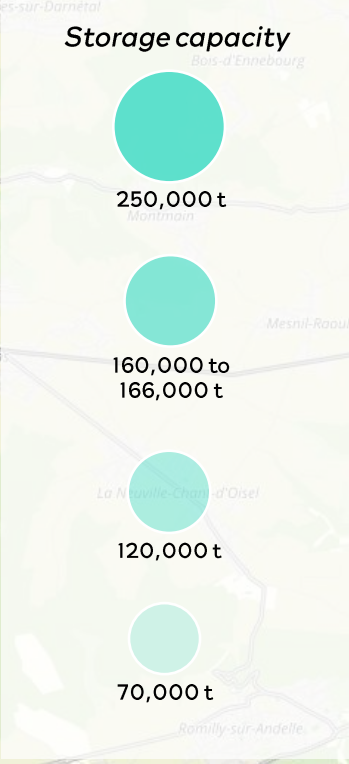 es-sur-Darnétal
Storage capacity
Bois-d'Ennebourg
250,000 t
Montmain
Mesnil-Raou
160,000 to
166,000 t
La Neuville-Chant-d'Oisel
120,000 t
70,000 t
Romilly-sur-Andelle